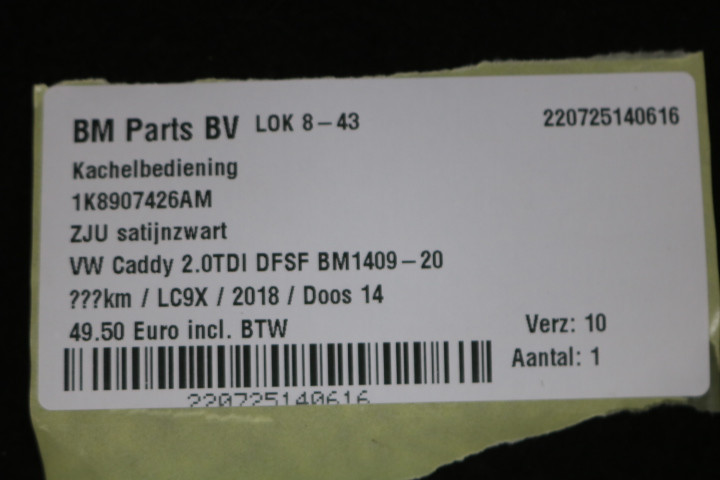 BM Parts BV LOK 8-43 220725140616
Kachelbediening
1K8907426AM
ZJU satijnzwart
VW Caddy 2.0TDI DFSF BM1409-20
???km / LC9X / 2018 / Doos 14
49.50 Euro incl. BTW Verz: 10
Aantal: 1
220725140616